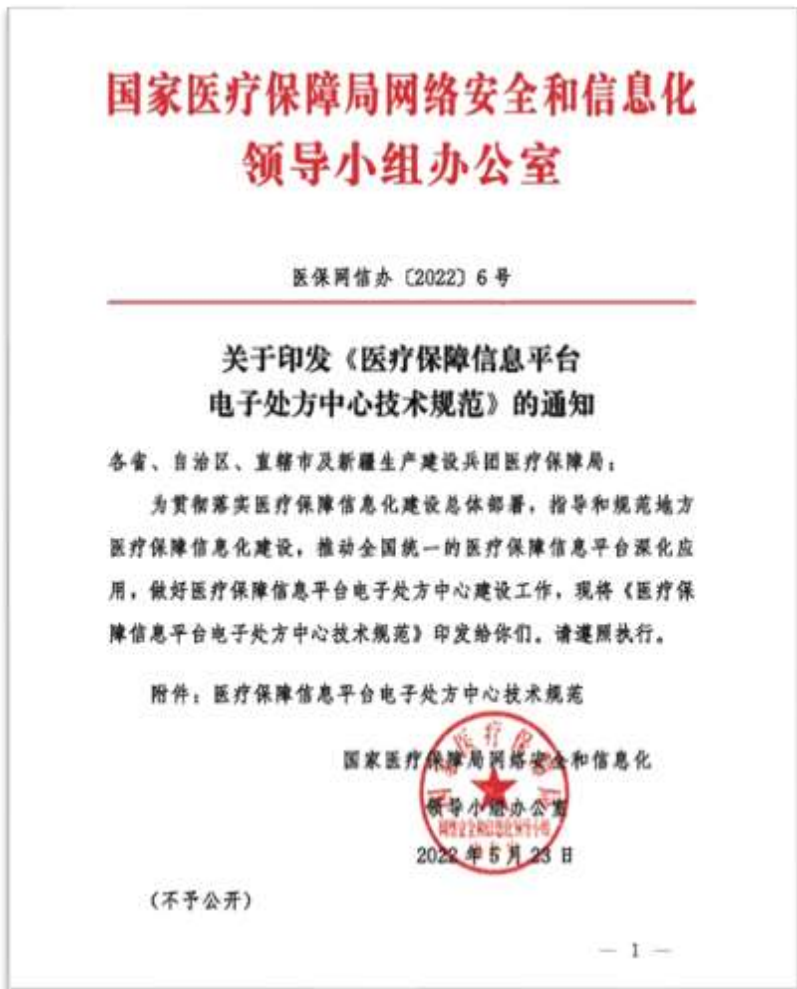 国家医疗保障局网络安全和信息化
领导小组办公室
医保网信办〔2022〕6号
关于印发《医疗保障信息平台
电子处方中心技术规范》的通知
各省、自治区、直辖市及新疆生产建设兵团医疗保障局：
为贯彻落实医疗保障信息化建设总体部署，指导和规范地方
医疗保障信息化建设，推动全国统一的医疗保障信息平台深化应
用，做好医疗保障信息平台电子处方中心建设工作，现将《医疗保
障信息平台电子处方中心技术规范》印发给你们，请遵照执行。
附件：医疗保障信息平台电子处方中心技术规范
国家医疗保障局网络安全和信息化
领导小组办公室
2022年5月23日
（不予公开）
— 1 —